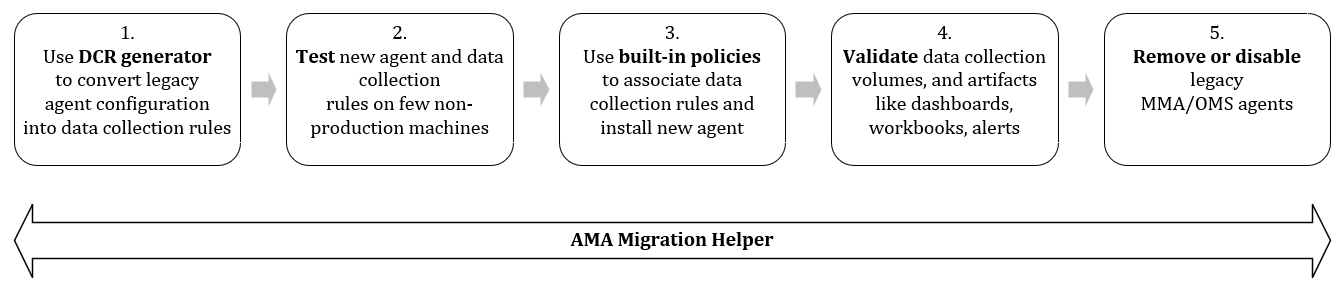 1.
Use DCR generator
to convert legacy
agent configuration
into data collection rules
2.
Test new agent and data
collection
rules on few non-
production machines
3.
Use built-in policies
to associate data
collection rules and
install new agent
4.
Validate data collection
volumes, and artifacts
like dashboards,
workbooks, alerts
5.
Remove or disable
legacy
MMA/OMS agents
AMA Migration Helper